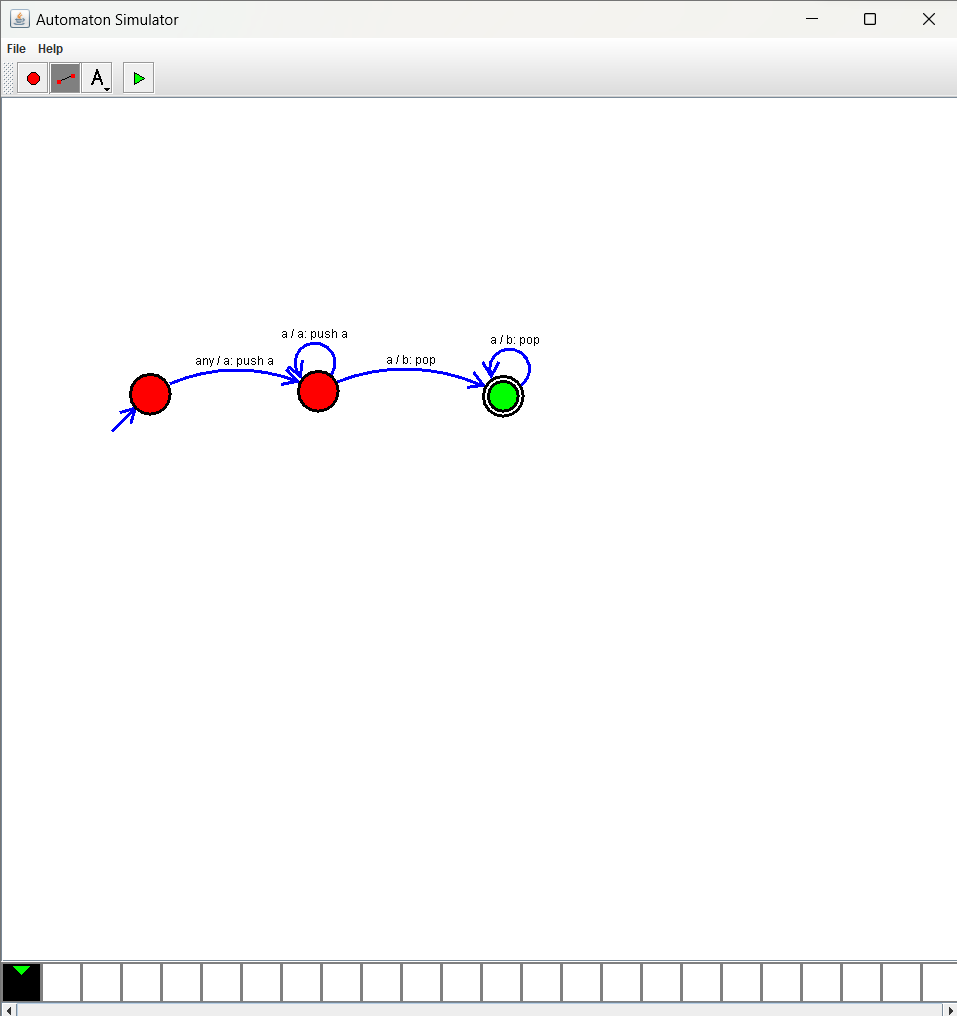 Automaton Simulator
File Help
A
a / a: push a
a / b: pop
any / a: push a
a / b: pop